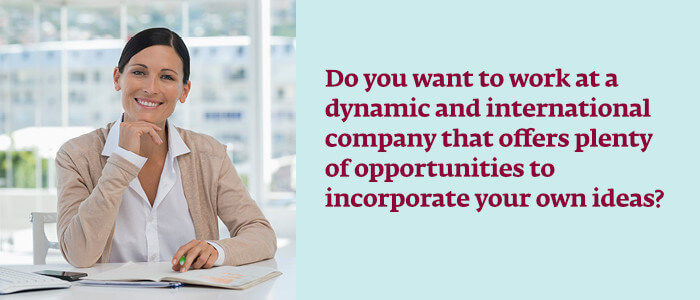 Do you want to work at a
dynamic and international
company that offers plenty
of opportunities to
incorporate your own ideas?